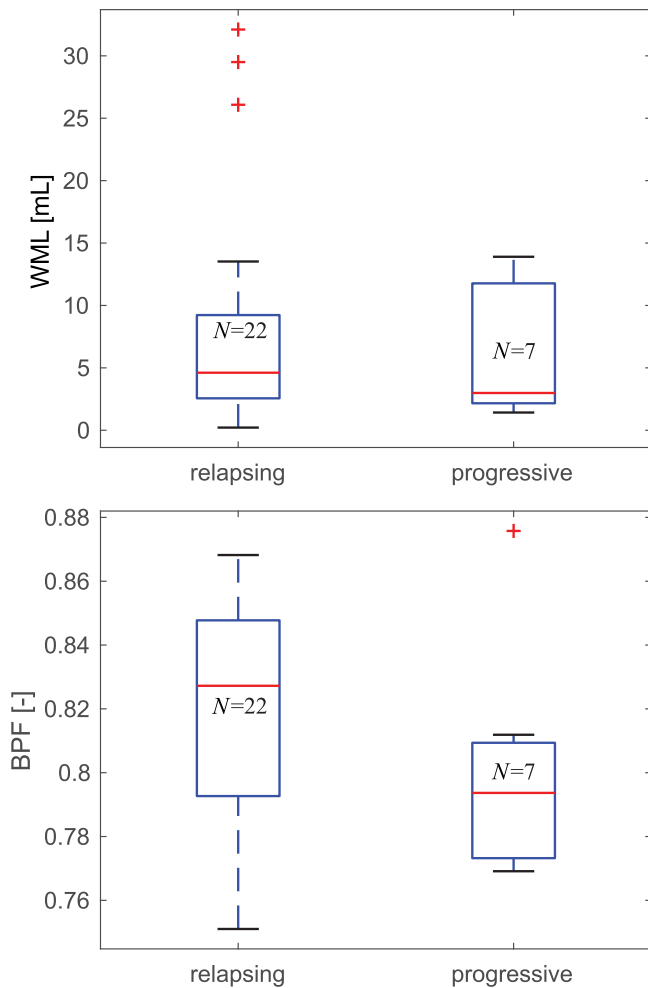 WML [mL]
30
25
20
15
10
5
0
N=22
N=7
relapsing progressive
BPF [-]
0.88
0.86
0.84
0.82
0.8
0.78
0.76
N=22
N=7
relapsing progressive